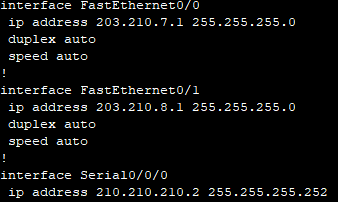 interface FastEthernet0/0
 ip address 203.210.7.1 255.255.255.0
 duplex auto
 speed auto
!
interface FastEthernet0/1
 ip address 203.210.8.1 255.255.255.0
 duplex auto
 speed auto
!
interface Serial0/0/0
 ip address 210.210.210.2 255.255.255.252